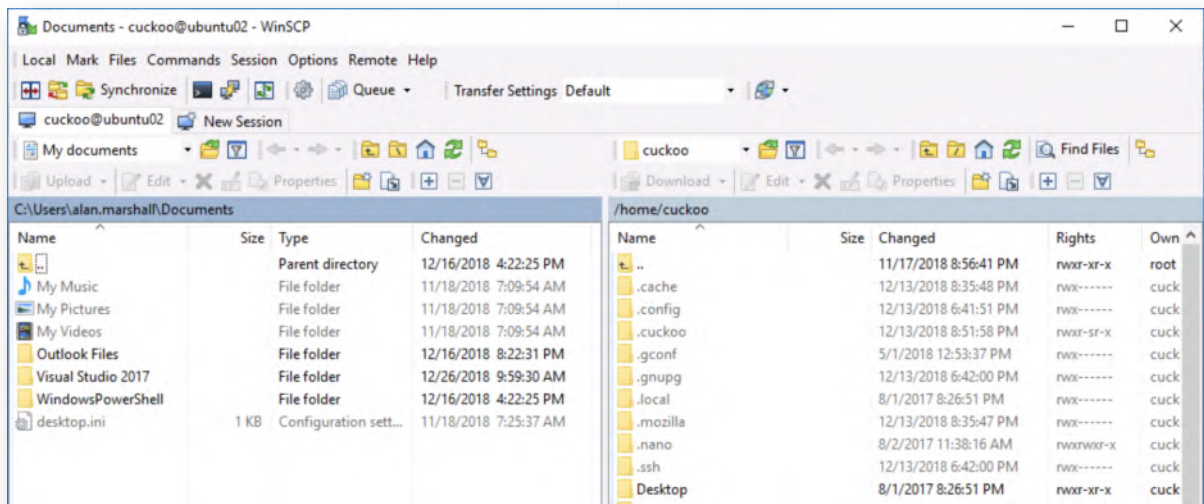 Documents - cuckoo@ubuntu02 - WinSCP
Local Mark Files Commands Session Options Remote Help
Synchronize Queue Transfer Settings Default
cuckoo@ubuntu02 New Session
My documents
Upload Edit Properties
C:\Users\alan.marshall\Documents
Name Size Type Changed
.. Parent directory 12/16/2018 4:22:25 PM
My Music File folder 11/18/2018 7:09:54 AM
My Pictures File folder 11/18/2018 7:09:54 AM
My Videos File folder 11/18/2018 7:09:54 AM
Outlook Files File folder 12/16/2018 8:22:31 PM
Visual Studio 2017 File folder 12/26/2018 9:59:30 AM
WindowsPowerShell File folder 12/16/2018 4:22:25 PM
desktop.ini 1 KB Configuration sett... 11/18/2018 7:25:37 AM
cuckoo Find Files
Download Edit Properties
/home/cuckoo
Name Size Changed Rights Own
.. 11/17/2018 8:56:41 PM rwxr-xr-x root
.cache 12/13/2018 8:35:48 PM rwx------ cuck
.config 12/13/2018 6:41:51 PM rwx------ cuck
.cuckoo 12/13/2018 8:51:58 PM rwxr-sr-x cuck
.gconf 5/1/2018 12:53:37 PM rwx------ cuck
.gnupg 12/13/2018 6:42:00 PM rwx------ cuck
.local 8/1/2017 8:26:51 PM rwx------ cuck
.mozilla 12/13/2018 8:35:47 PM rwx------ cuck
.nano 8/2/2017 11:38:16 AM rwxrwxr-x cuck
.ssh 12/13/2018 6:42:00 PM rwx------ cuck
Desktop 8/1/2017 8:26:51 PM rwxr-xr-x cuck